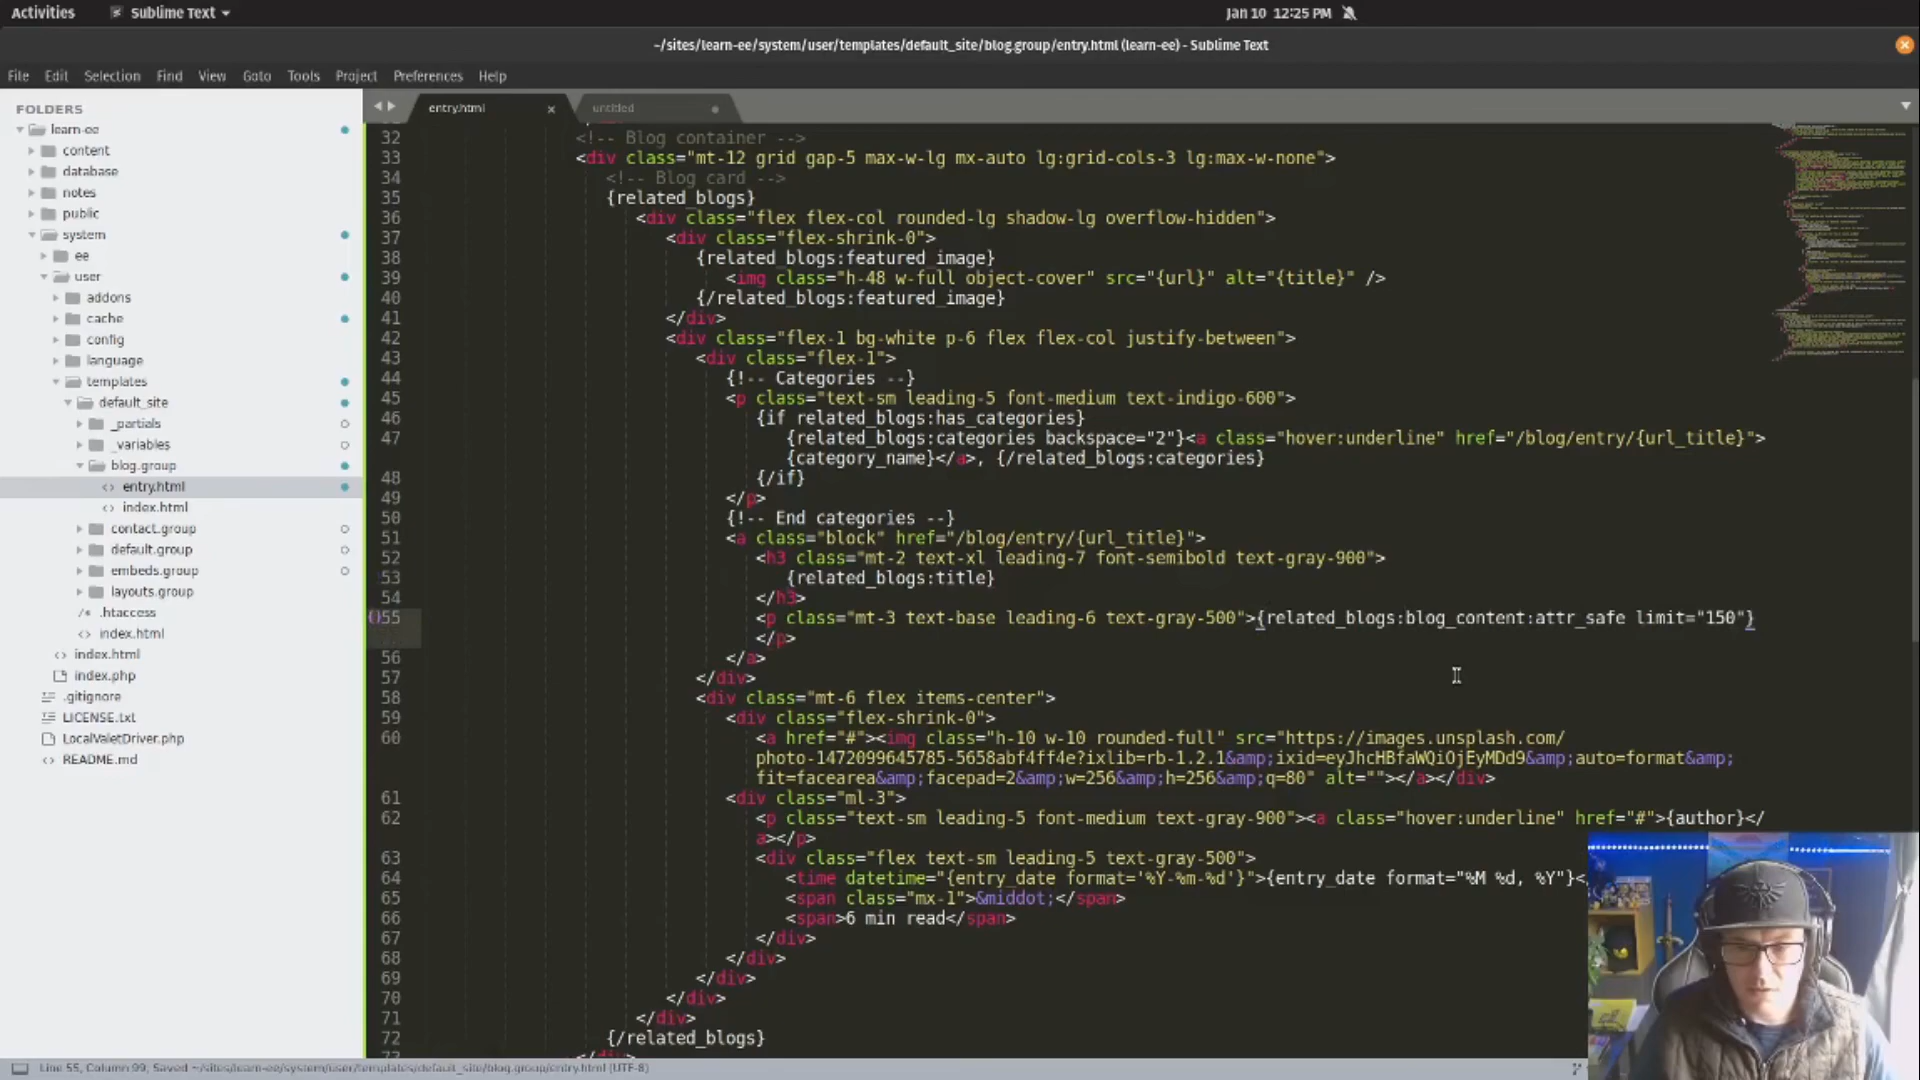 Activities
Sublime Text
Jan 10 12:25 PM
~/sites/learn-ee/system/user/templates/default_site/blog.group/entry.html (learn-ee) - Sublime Text
File Edit Selection Find View Goto Tools Project Preferences Help
FOLDERS
learn-ee
content
database
notes
public
system
ee
user
addons
cache
config
language
templates
default_site
_partials
_variables
blog.group
entry.html
index.html
contact.group
default.group
embeds.group
layouts.group
.htaccess
index.html
index.html
index.php
.gitignore
LICENSE.txt
LocalValetDriver.php
README.md
entry.html
untitled
32 <!-- Blog container -->
33 <div class="mt-12 grid gap-5 max-w-lg mx-auto lg:grid-cols-3 lg:max-w-none">
34 <!-- Blog card -->
35 {related_blogs}
36 <div class="flex flex-col rounded-lg shadow-lg overflow-hidden">
37 <div class="flex-shrink-0">
38 {related_blogs:featured_image}
39 <img class="h-48 w-full object-cover" src="{url}" alt="{title}" />
40 {/related_blogs:featured_image}
41 </div>
42 <div class="flex-1 bg-white p-6 flex flex-col justify-between">
43 <div class="flex-1">
44 {!-- Categories --}
45 <p class="text-sm leading-5 font-medium text-indigo-600">
46 {if related_blogs:has_categories}
47 {related_blogs:categories backspace="2"}<a class="hover:underline" href="/blog/entry/{url_title}">
{category_name}</a>, {/related_blogs:categories}
48 {/if}
49 </p>
50 {!-- End categories --}
51 <a class="block" href="/blog/entry/{url_title}">
52 <h3 class="mt-2 text-xl leading-7 font-semibold text-gray-900">
53 {related_blogs:title}
54 </h3>
55 <p class="mt-3 text-base leading-6 text-gray-500">{related_blogs:blog_content:attr_safe limit="150"}
</p>
56 </a>
57 </div>
58 <div class="mt-6 flex items-center">
59 <div class="flex-shrink-0">
60 <a href="#"><img class="h-10 w-10 rounded-full" src="https://images.unsplash.com/
photo-1472099645785-5658abf4ff4e?ixlib=rb-1.2.1&amp;ixid=eyJhcHBfaWQiOjEyMDd9&amp;auto=format&amp;
fit=facearea&amp;facepad=2&amp;w=256&amp;h=256&amp;q=80" alt=""></a></div>
61 <div class="ml-3">
62 <p class="text-sm leading-5 font-medium text-gray-900"><a class="hover:underline" href="#">{author}</
a></p>
63 <div class="flex text-sm leading-5 text-gray-500">
64 <time datetime="{entry_date format='%Y-%m-%d'}">{entry_date format="%M %d, %Y"}<
65 <span class="mx-1">&middot;</span>
66 <span>6 min read</span>
67 </div>
68 </div>
69 </div>
70 </div>
71 </div>
72 {/related_blogs}
Line 55, Column 99, Saved ~/sites/learn-ee/system/user/templates/default_site/blog.group/entry.html (UTF-8)